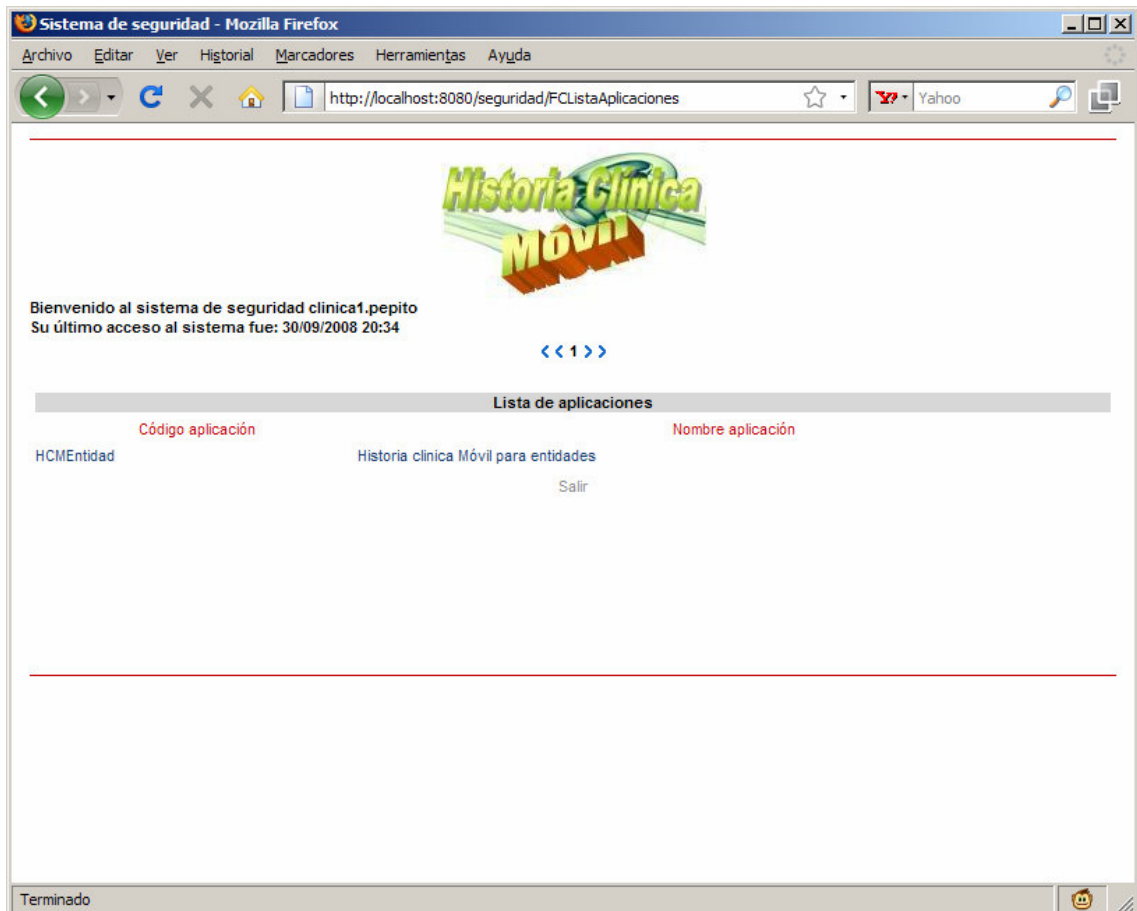 Sistema de seguridad - Mozilla Firefox
Archivo Editar Ver Historial Marcadores Herramientas Ayuda
http://localhost:8080/seguridad/FCListaAplicaciones Yahoo
Historia Clínica
Móvil
Bienvenido al sistema de seguridad clinica1.pepito
Su último acceso al sistema fue: 30/09/2008 20:34
< < 1 > >
Lista de aplicaciones
Código aplicación Nombre aplicación
HCMEntidad Historia clinica Móvil para entidades
Salir
Terminado